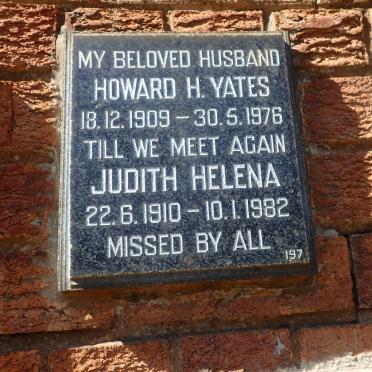 MY BELOVED HUSBAND
HOWARD H. YATES
18.12.1909 – 30.5.1976
TILL WE MEET AGAIN
JUDITH HELENA
22.6.1910 – 10.1.1982
MISSED BY ALL
197